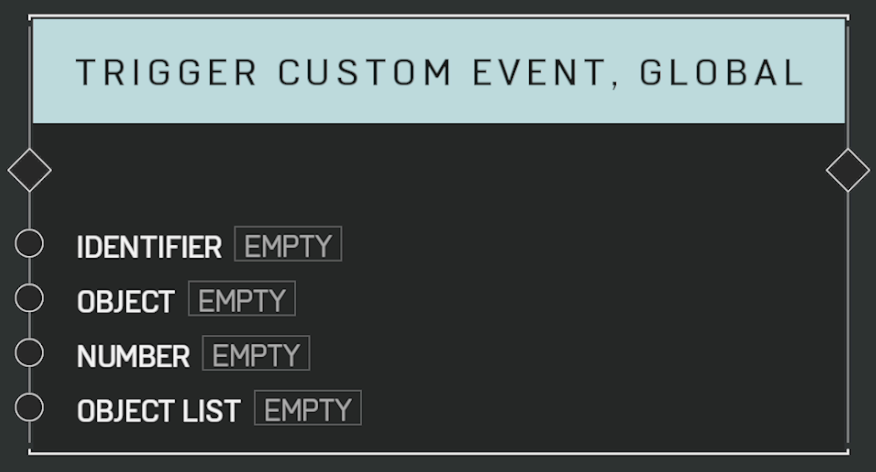 TRIGGER CUSTOM EVENT, GLOBAL
IDENTIFIER EMPTY
OBJECT EMPTY
NUMBER EMPTY
OBJECT LIST EMPTY